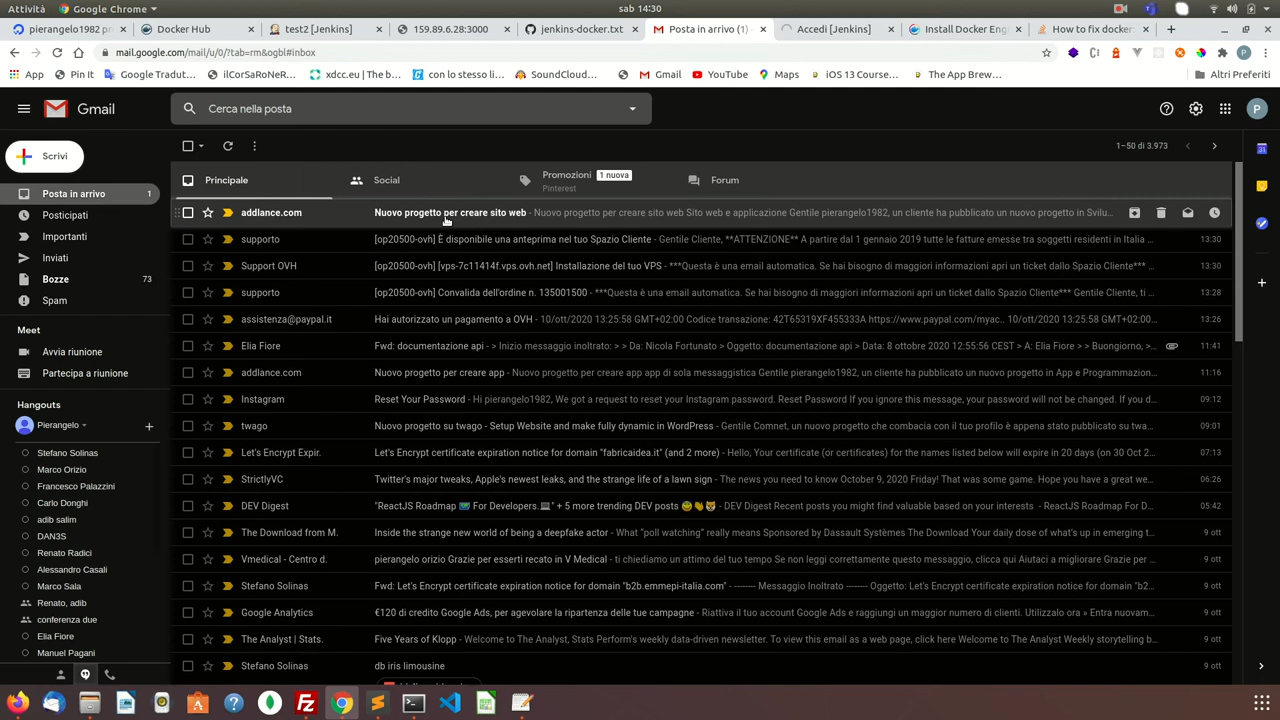 Attività Google Chrome sab 14:30
pierangelo1982 pr Docker Hub test2 [Jenkins] 159.89.6.28:3000 jenkins-docker.txt Posta in arrivo (1) Accedi [Jenkins] Install Docker Eng How to fix docker:
mail.google.com/mail/u/0/?tab=rm&ogbl#inbox
App Pin It Google Tradut... ilCorSaRoNeR... xdcc.eu | The b... con lo stesso li... SoundCloud... Gmail YouTube Maps iOS 13 Course... The App Brew... Altri Preferiti
Gmail Cerca nella posta P
Scrivi
1–50 di 3.973
Principale Social Promozioni 1 nuova Forum
Pinterest
Posta in arrivo 1
Posticipati
Importanti
Inviati
Bozze 73
Spam
Meet
Avvia riunione
Partecipa a riunione
Hangouts
Pierangelo
Stefano Solinas
Marco Orizio
Francesco Palazzini
Carlo Donghi
adib salim
DAN3S
Renato Radici
Alessandro Casali
Marco Sala
Renato, adib
conferenza due
Elia Fiore
Manuel Pagani
addlance.com Nuovo progetto per creare sito web - Nuovo progetto per creare sito web Sito web e applicazione Gentile pierangelo1982, un cliente ha pubblicato un nuovo progetto in Svilu...
supporto [op20500-ovh] È disponibile una anteprima nel tuo Spazio Cliente - Gentile Cliente, **ATTENZIONE** A partire dal 1 gennaio 2019 tutte le fatture emesse tra soggetti residenti in Italia ... 13:30
Support OVH [op20500-ovh] [vps-7c11414f.vps.ovh.net] Installazione del tuo VPS - ***Questa è una email automatica. Se hai bisogno di maggiori informazioni apri un ticket dallo Spazio Cliente*** ... 13:30
supporto [op20500-ovh] Convalida dell'ordine n. 135001500 - ***Questa è una email automatica. Se hai bisogno di maggiori informazioni apri un ticket dallo Spazio Cliente*** Gentile Cliente, ti ... 13:28
assistenza@paypal.it Hai autorizzato un pagamento a OVH - 10/ott/2020 13:25:58 GMT+02:00 Codice transazione: 42T65319XF455333A https://www.paypal.com/myac.. 10/ott/2020 13:25:58 GMT+02:00... 13:26
Elia Fiore Fwd: documentazione api - > Inizio messaggio inoltrato: > > Da: Nicola Fortunato > Oggetto: documentazione api > Data: 8 ottobre 2020 12:55:56 CEST > A: Elia Fiore > > Buongiorno, >... 11:41
addlance.com Nuovo progetto per creare app - Nuovo progetto per creare app app di sola messaggistica Gentile pierangelo1982, un cliente ha pubblicato un nuovo progetto in App e Programmazion... 11:16
Instagram Reset Your Password - Hi pierangelo1982, We got a request to reset your Instagram password. Reset Password If you ignore this message, your password will not be changed. If you d... 09:12
twago Nuovo progetto su twago - Setup Website and make fully dynamic in WordPress - Gentile Comnet, un nuovo progetto che combacia con il tuo profilo è appena stato pubblicato su tw... 09:01
Let's Encrypt Expir. Let's Encrypt certificate expiration notice for domain "fabricaidea.it" (and 2 more) - Hello, Your certificate (or certificates) for the names listed below will expire in 20 days (on 30 Oct 2... 07:13
StrictlyVC Twitter's major tweaks, Apple's newest leaks, and the strange life of a lawn sign - The news you need to know October 9, 2020 Friday! That was some game. Hope you have a great we... 06:26
DEV Digest "ReactJS Roadmap 🗺️ For Developers.💻" + 5 more trending DEV posts - DEV Digest Recent posts you might find valuable based on your interests - ReactJS Roadmap For D... 05:42
The Download from M. Inside the strange new world of being a deepfake actor - What “poll watching” really means Sponsored by Dassault Systèmes The Download Your daily dose of what's up in emerging t... 9 ott
Vmedical - Centro d. pierangelo orizio Grazie per esserti recato in V Medical - ti chiediamo un attimo del tuo tempo Se non leggi correttamente questo messaggio, clicca qui Aiutaci a migliorare Grazie per ... 9 ott
Stefano Solinas Fwd: Let's Encrypt certificate expiration notice for domain "b2b.emmepi-italia.com" - ---------- Messaggio Inoltrato ---------- Oggetto: Let's Encrypt certificate expiration notice for domain "b2... 9 ott
Google Analytics €120 di credito Google Ads, per agevolare la ripartenza delle tue campagne - Riattiva il tuo account Google Ads e raggiungi un maggior numero di clienti. Utilizzalo ora » Entra nuovam... 9 ott
The Analyst | Stats. Five Years of Klopp - Welcome to The Analyst, Stats Perform's weekly data-driven newsletter. To view this email as a web page, click here Welcome to The Analyst Weekly storytelling b... 9 ott
Stefano Solinas db iris limousine 9 ott